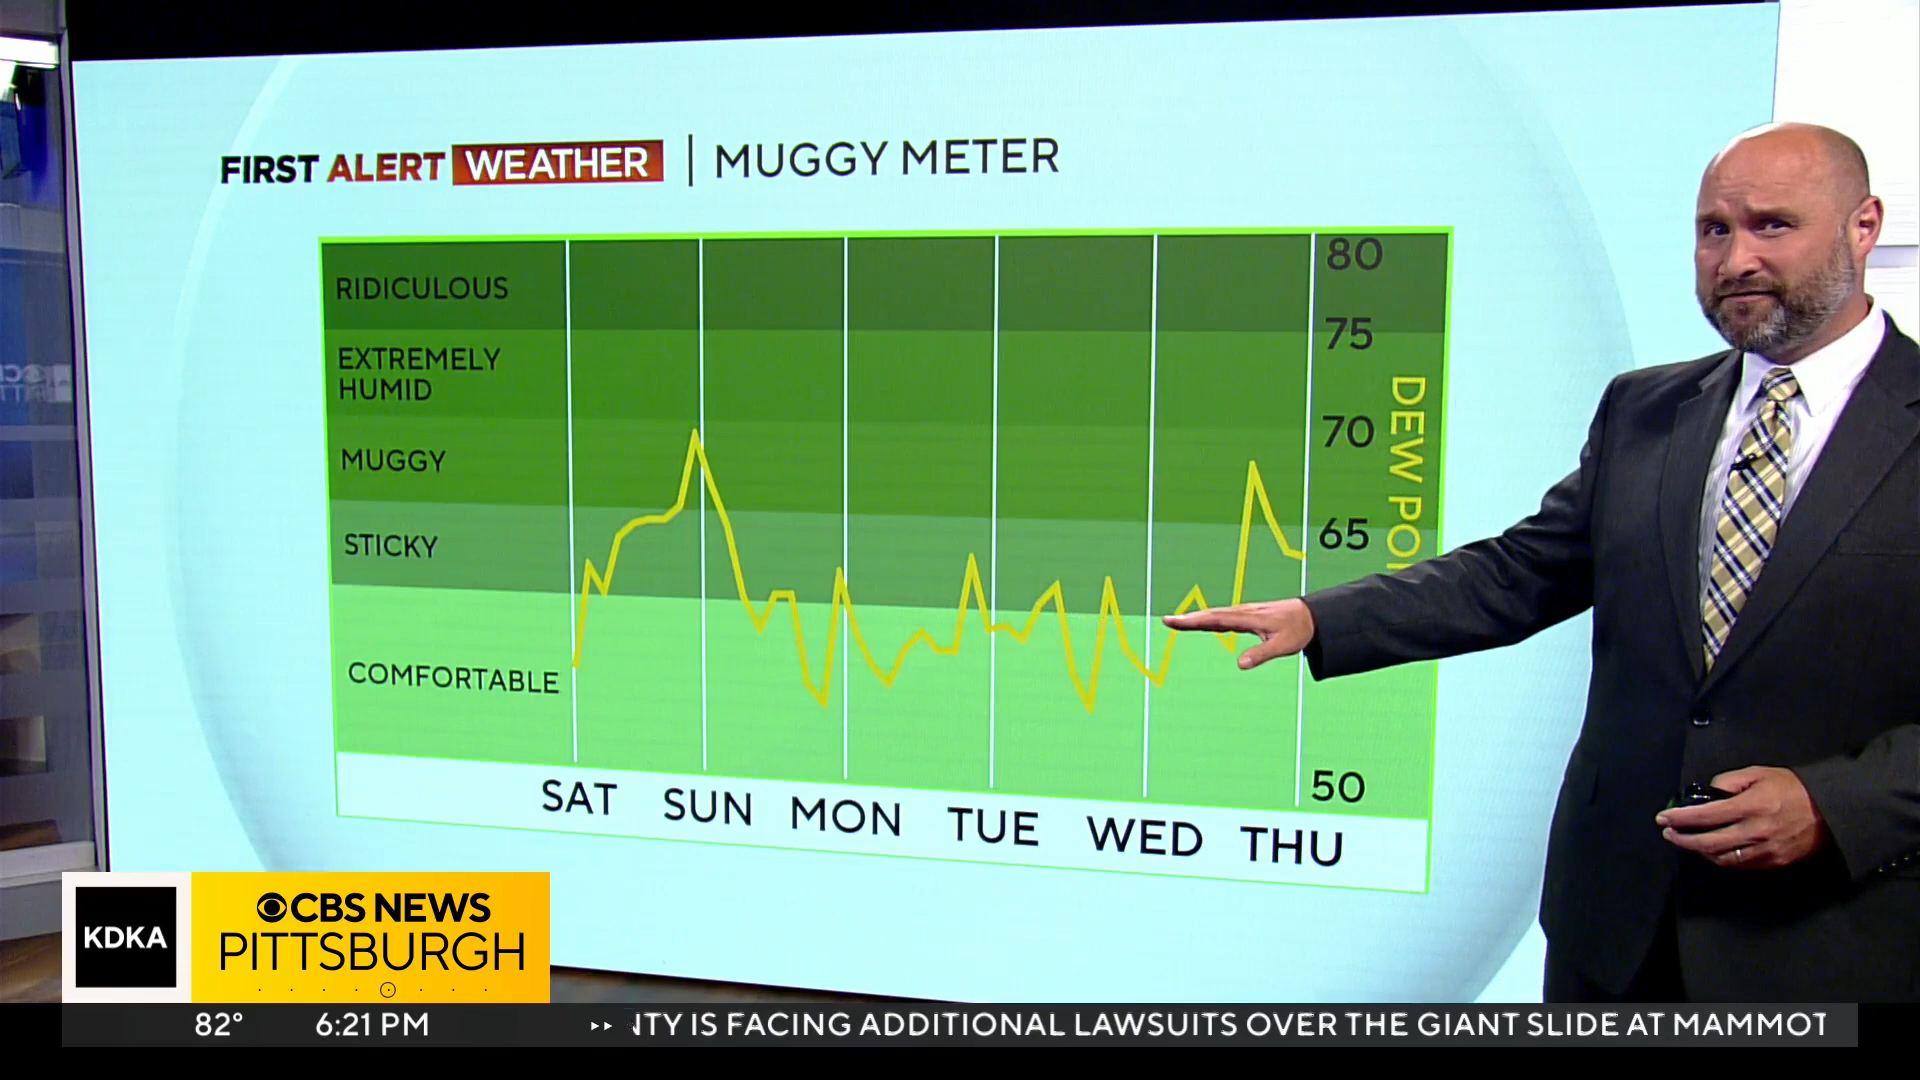 FIRST ALERT WEATHER | MUGGY METER
RIDICULOUS
EXTREMELY
HUMID
MUGGY
STICKY
COMFORTABLE
80
75
70
65
50
DEW POI
SAT SUN MON TUE WED THU
KDKA
CBS NEWS
PITTSBURGH
82° 6:21 PM NTY IS FACING ADDITIONAL LAWSUITS OVER THE GIANT SLIDE AT MAMMOT